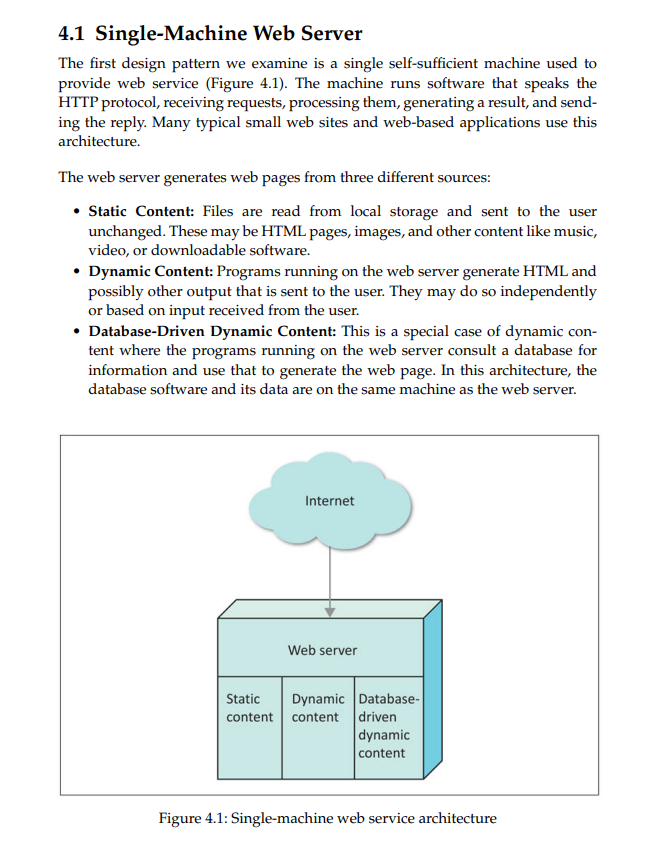 4.1 Single-Machine Web Server
The first design pattern we examine is a single self-sufficient machine used to
provide web service (Figure 4.1). The machine runs software that speaks the
HTTP protocol, receiving requests, processing them, generating a result, and send-
ing the reply. Many typical small web sites and web-based applications use this
architecture.
The web server generates web pages from three different sources:
• Static Content: Files are read from local storage and sent to the user
unchanged. These may be HTML pages, images, and other content like music,
video, or downloadable software.
• Dynamic Content: Programs running on the web server generate HTML and
possibly other output that is sent to the user. They may do so independently
or based on input received from the user.
• Database-Driven Dynamic Content: This is a special case of dynamic con-
tent where the programs running on the web server consult a database for
information and use that to generate the web page. In this architecture, the
database software and its data are on the same machine as the web server.
Internet
Web server
Static
content
Dynamic
content
Database-
driven
dynamic
content
Figure 4.1: Single-machine web service architecture